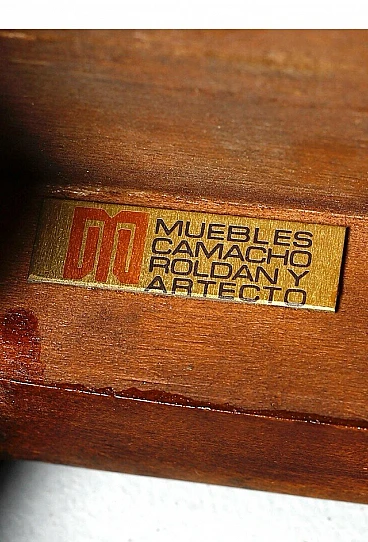 MUEBLES
CAMACHO
ROLDAN Y
ARTECTO